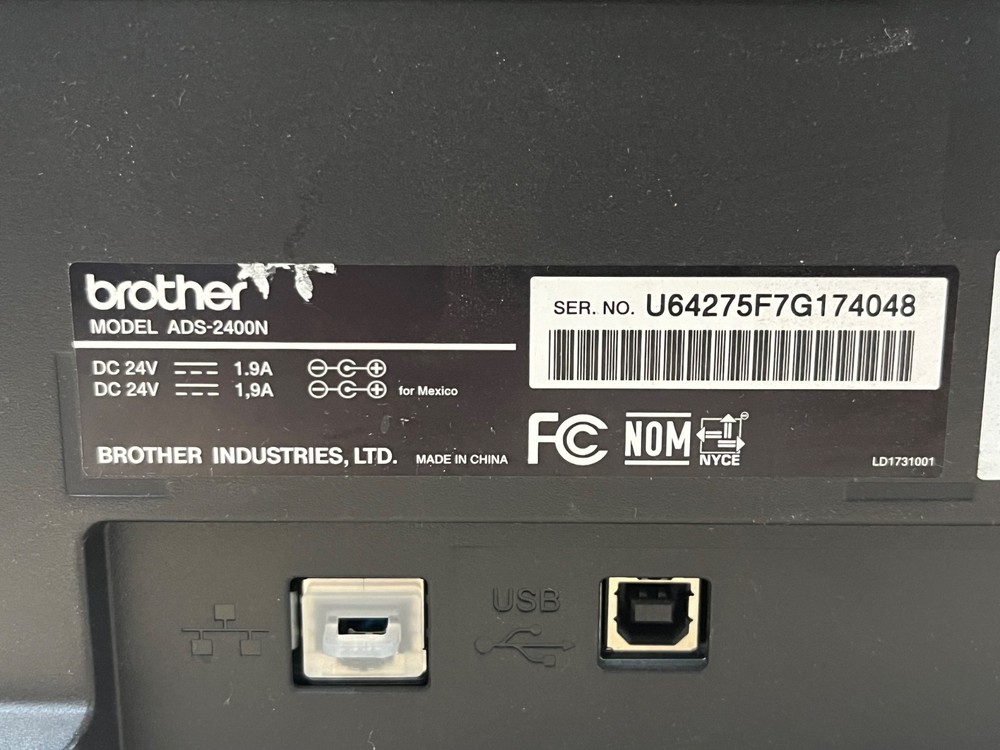 brother
MODEL ADS-2400N
DC 24V 1.9A
DC 24V 1,9A for Mexico
BROTHER INDUSTRIES, LTD. MADE IN CHINA
SER. NO. U64275F7G174048
FC NOM NYCE
LD1731001
USB